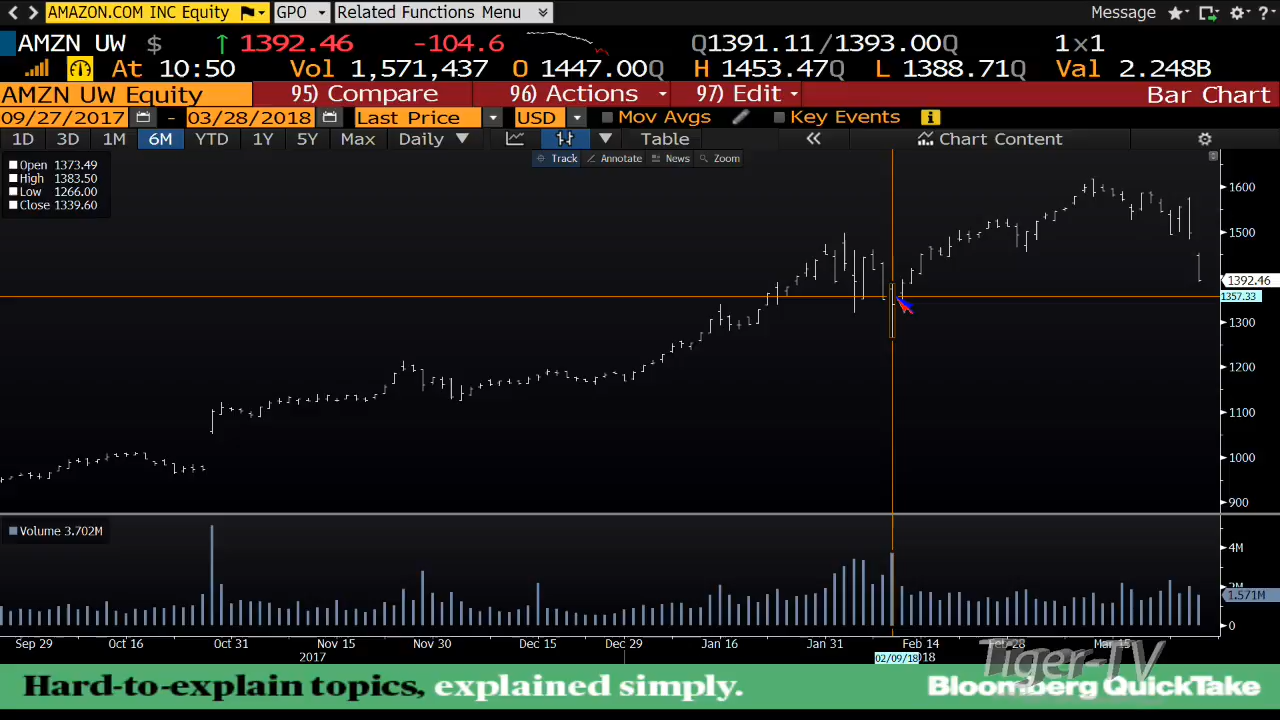 AMAZON.COM INC Equity GPO Related Functions Menu Message ?
AMZN UW $ ↑ 1392.46 -104.6 Q1391.11/1393.00Q 1×1
At 10:50 Vol 1,571,437 O 1447.00Q H 1453.47Q L 1388.71Q Val 2.248B
AMZN UW Equity 95) Compare 96) Actions 97) Edit Bar Chart
09/27/2017 - 03/28/2018 Last Price USD Mov Avgs Key Events i
1D 3D 1M 6M YTD 1Y 5Y Max Daily ▼ Table « Chart Content
Track Annotate News Zoom
Open 1373.49
High 1383.50
Low 1266.00
Close 1339.60
1600
1500
1392.46
1357.33
1300
1200
1100
1000
900
Volume 3.702M
4M
2M
1.571M
0
Sep 29 Oct 16 Oct 31 Nov 15 Nov 30 Dec 15 Dec 29 Jan 16 Jan 31 Feb 14 Feb 28 Mar 15
2017 02/09/18 2018
Tiger-TV
Hard-to-explain topics, explained simply. Bloomberg QuickTake